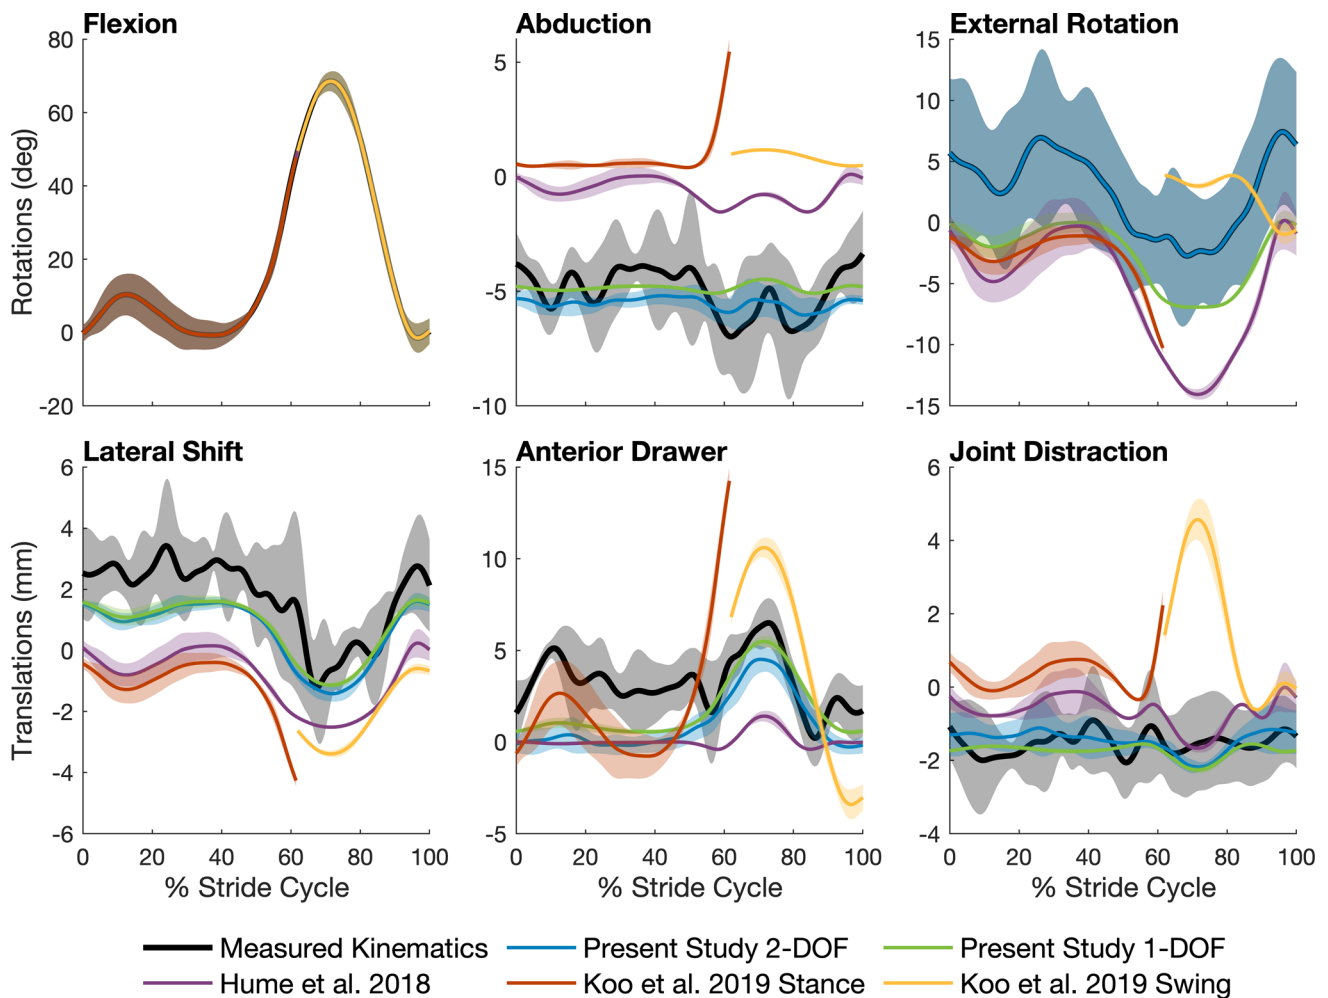 Flexion
Abduction
External Rotation
Rotations (deg)
80
60
40
20
0
-20
5
0
-5
-10
15
10
5
0
-5
-10
-15
Lateral Shift
Anterior Drawer
Joint Distraction
Translations (mm)
6
4
2
0
-2
-4
-6
15
10
5
0
-5
6
4
2
0
-2
-4
0 20 40 60 80 100
0 20 40 60 80 100
0 20 40 60 80 100
% Stride Cycle
% Stride Cycle
% Stride Cycle
Measured Kinematics
Present Study 2-DOF
Present Study 1-DOF
Hume et al. 2018
Koo et al. 2019 Stance
Koo et al. 2019 Swing